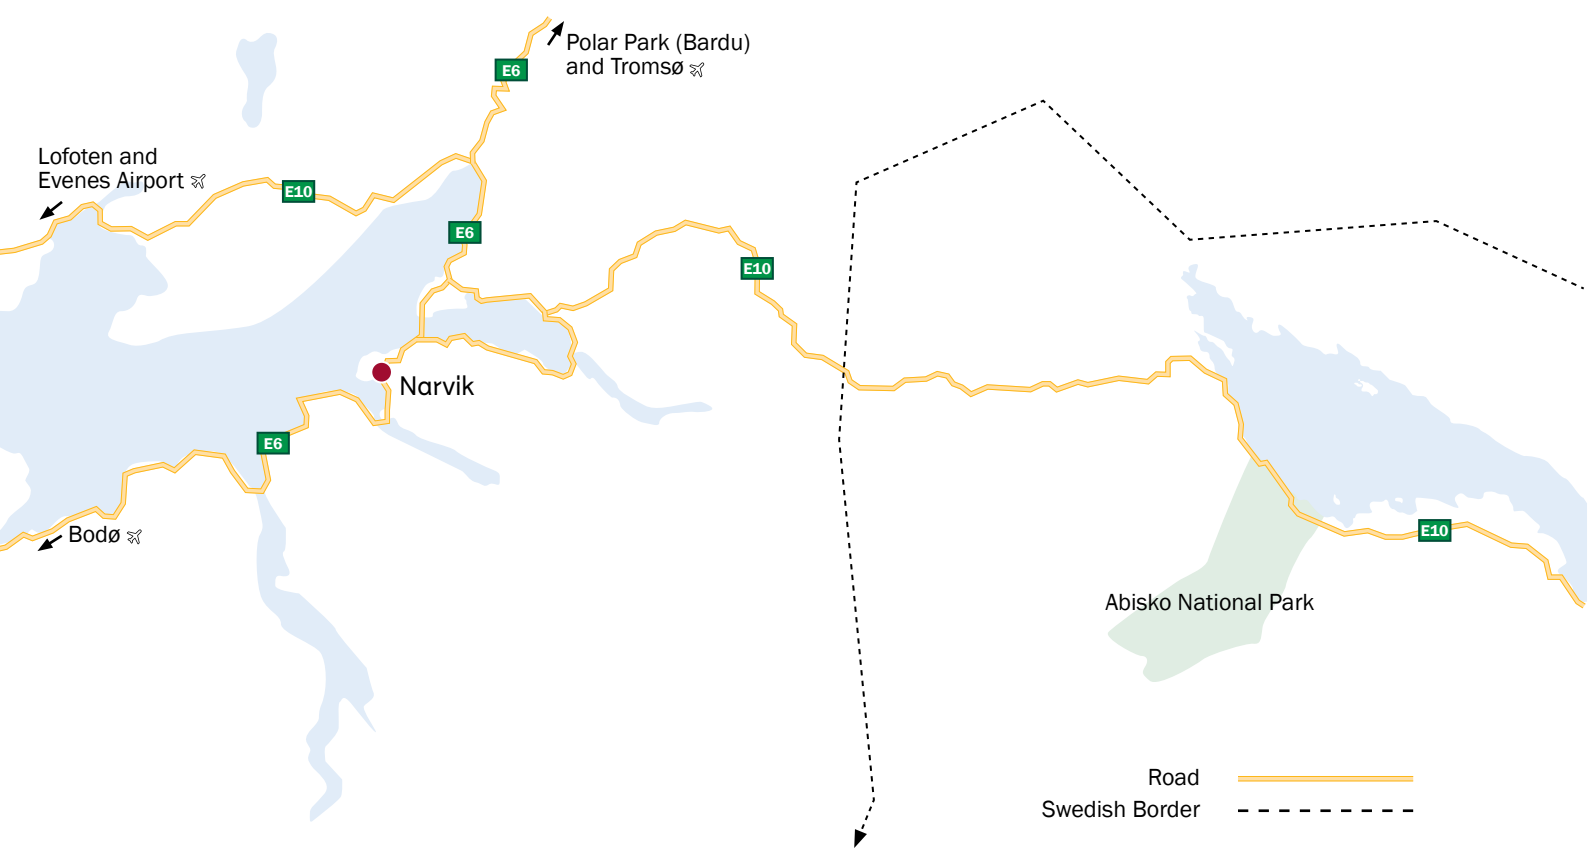 Polar Park (Bardu)
and Tromsø
E6
Lofoten and
Evenes Airport
E10
E6
E10
Narvik
E6
Bodø
E10
Abisko National Park
Road
Swedish Border